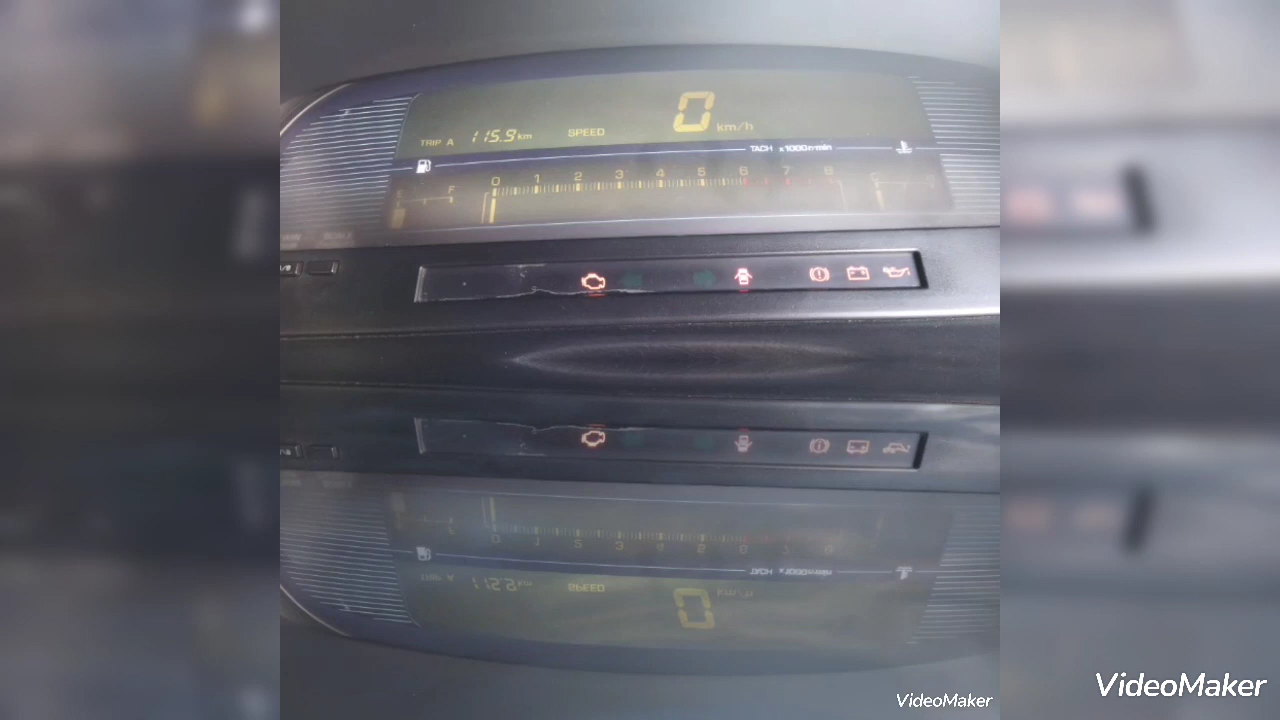 0 km/h
TRIP A 115.9 km SPEED
TACH x1000r/min
E F 0 1 2 3 4 5 6 7 8 C
VideoMaker
VideoMaker